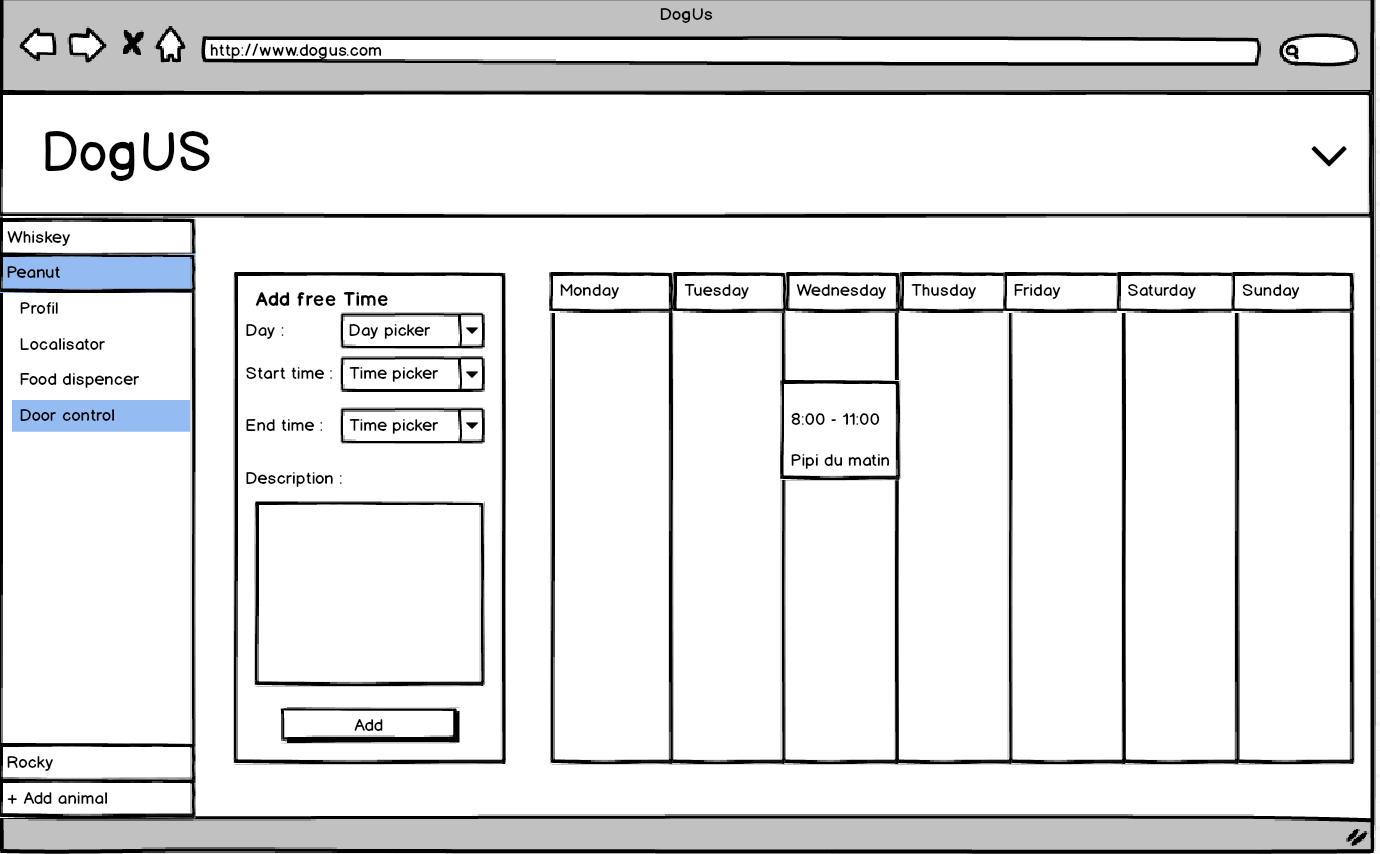 DogUs
http://www.dogus.com
DogUS
Whiskey
Peanut
Profil
Localisator
Food dispencer
Door control
Rocky
+ Add animal
Add free Time
Day : Day picker
Start time : Time picker
End time : Time picker
Description :
Add
Monday Tuesday Wednesday Thusday Friday Saturday Sunday
8:00 - 11:00
Pipi du matin